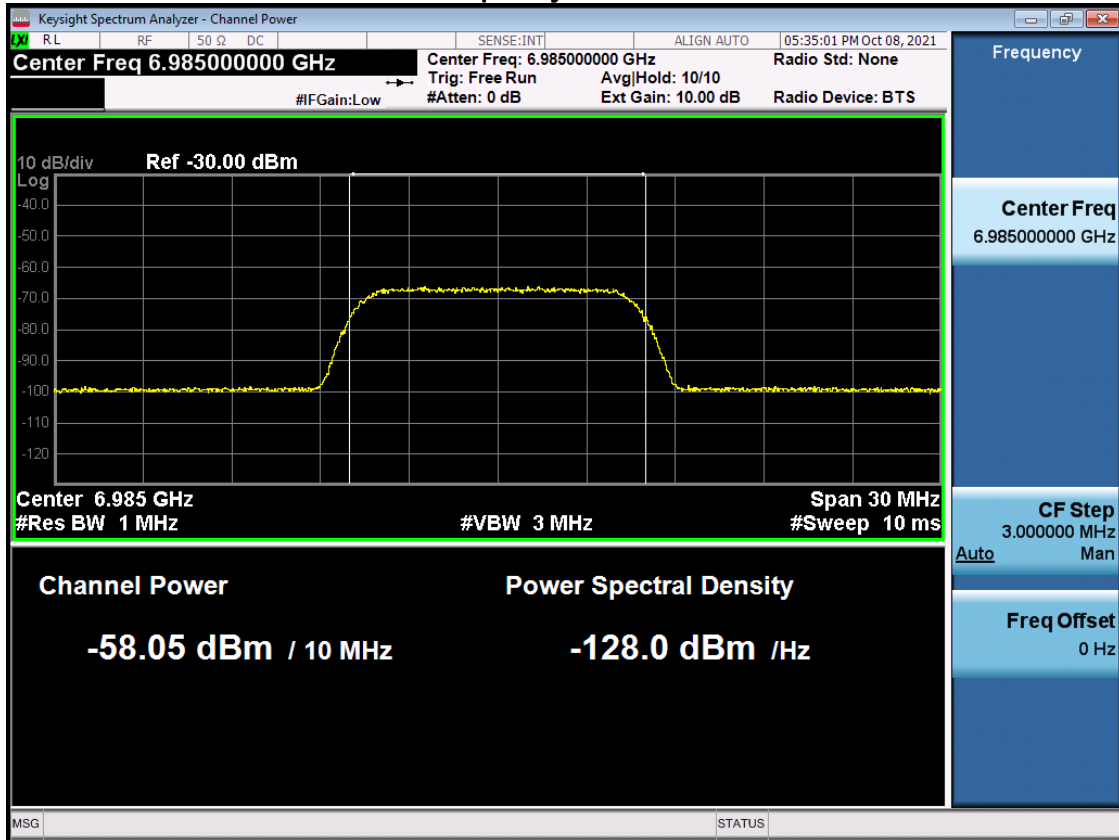 Keysight Spectrum Analyzer - Channel Power
LXI RL RF 50 Ω DC SENSE:INT ALIGN AUTO 05:35:01 PM Oct 08, 2021
Center Freq 6.985000000 GHz
Center Freq: 6.985000000 GHz Radio Std: None
Trig: Free Run Avg|Hold: 10/10
#IFGain:Low #Atten: 0 dB Ext Gain: 10.00 dB Radio Device: BTS
10 dB/div Ref -30.00 dBm
Log
-40.0
-50.0
-60.0
-70.0
-80.0
-90.0
-100
-110
-120
Center 6.985 GHz Span 30 MHz
#Res BW 1 MHz #VBW 3 MHz #Sweep 10 ms
Channel Power Power Spectral Density
-58.05 dBm / 10 MHz -128.0 dBm /Hz
MSG STATUS
Frequency
Center Freq
6.985000000 GHz
CF Step
3.000000 MHz
Auto Man
Freq Offset
0 Hz